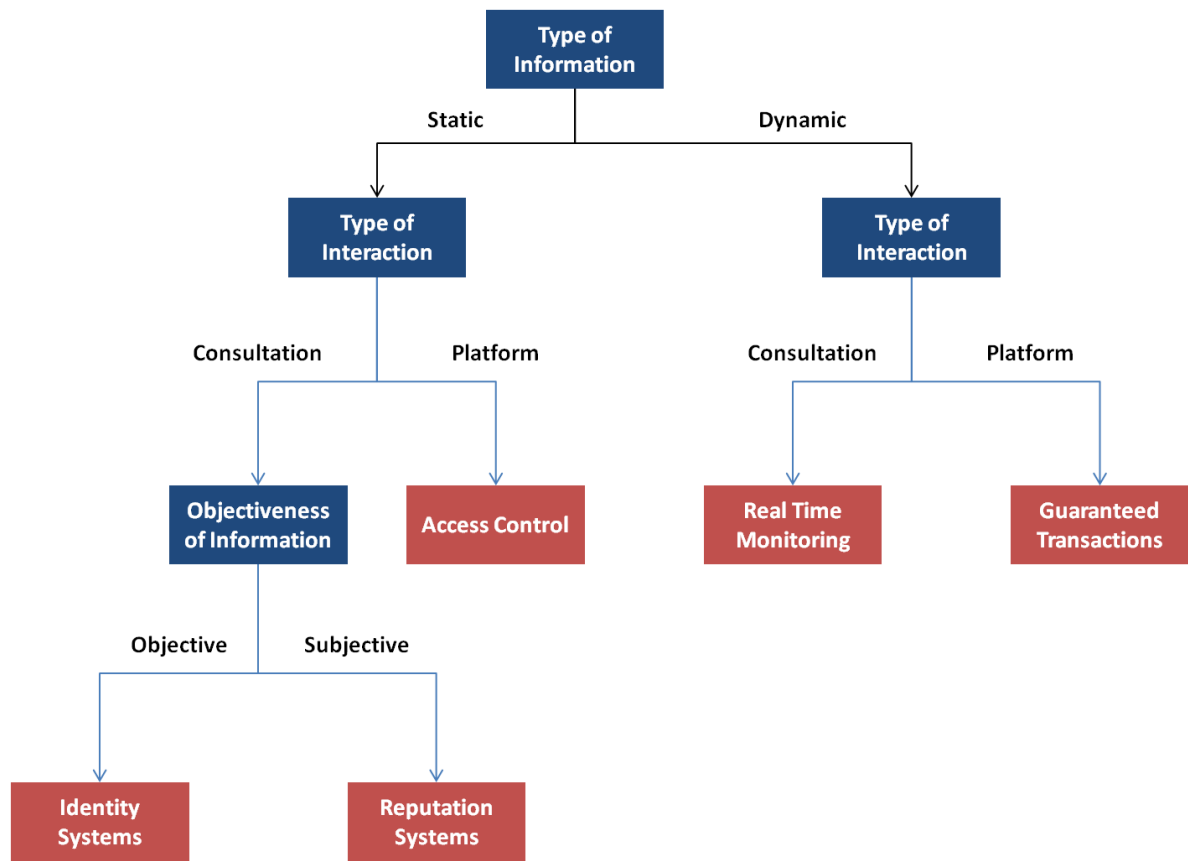 Type of
Information
Static
Dynamic
Type of
Interaction
Type of
Interaction
Consultation
Platform
Consultation
Platform
Objectiveness
of Information
Access Control
Real Time
Monitoring
Guaranteed
Transactions
Objective
Subjective
Identity
Systems
Reputation
Systems